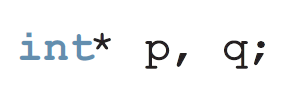 int* p, q;